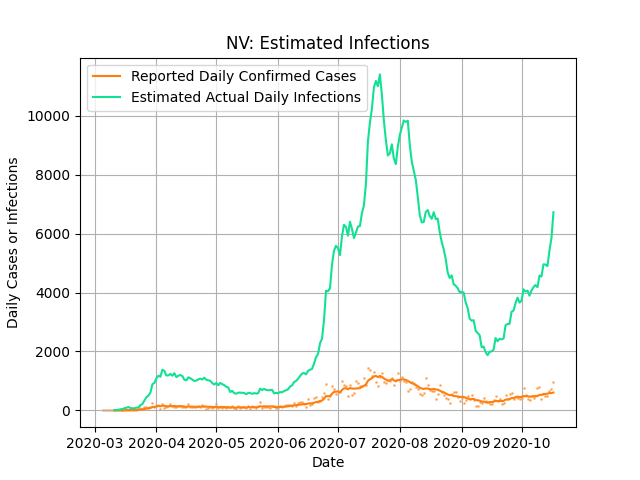 NV: Estimated Infections
Reported Daily Confirmed Cases
Estimated Actual Daily Infections
Daily Cases or Infections
10000
8000
6000
4000
2000
0
2020-03 2020-04 2020-05 2020-06 2020-07 2020-08 2020-09 2020-10
Date